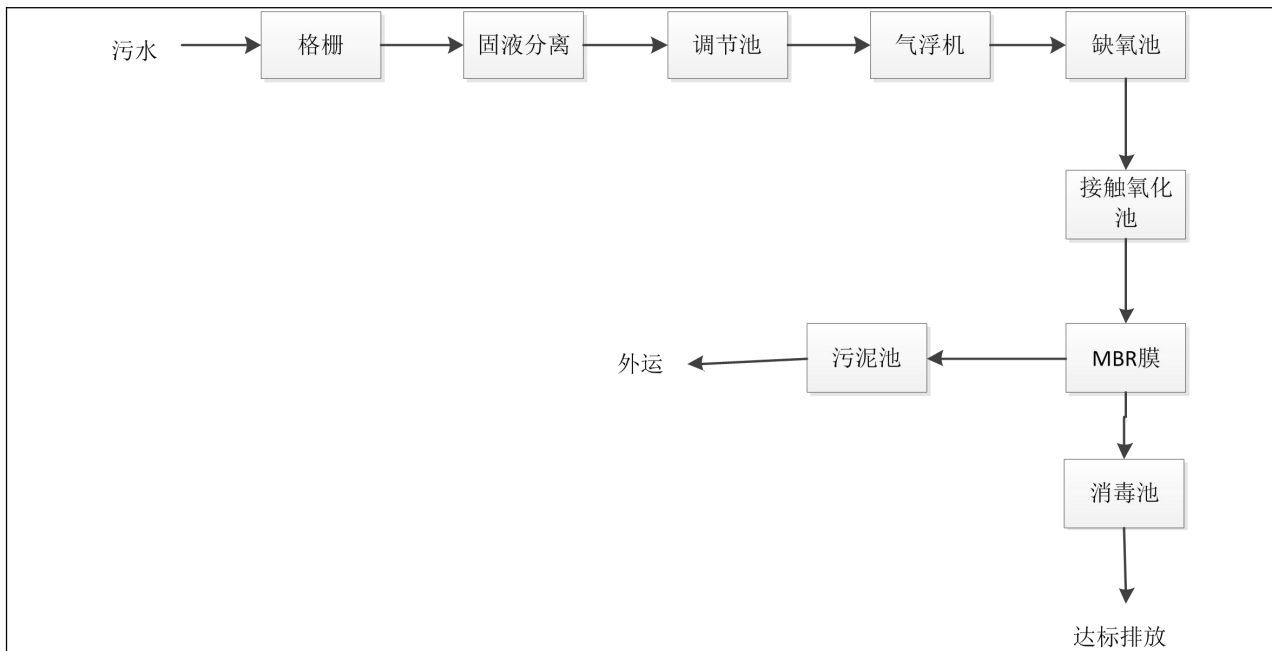 污水
格栅
固液分离
调节池
气浮机
缺氧池
接触氧化
池
外运
污泥池
MBR膜
消毒池
达标排放